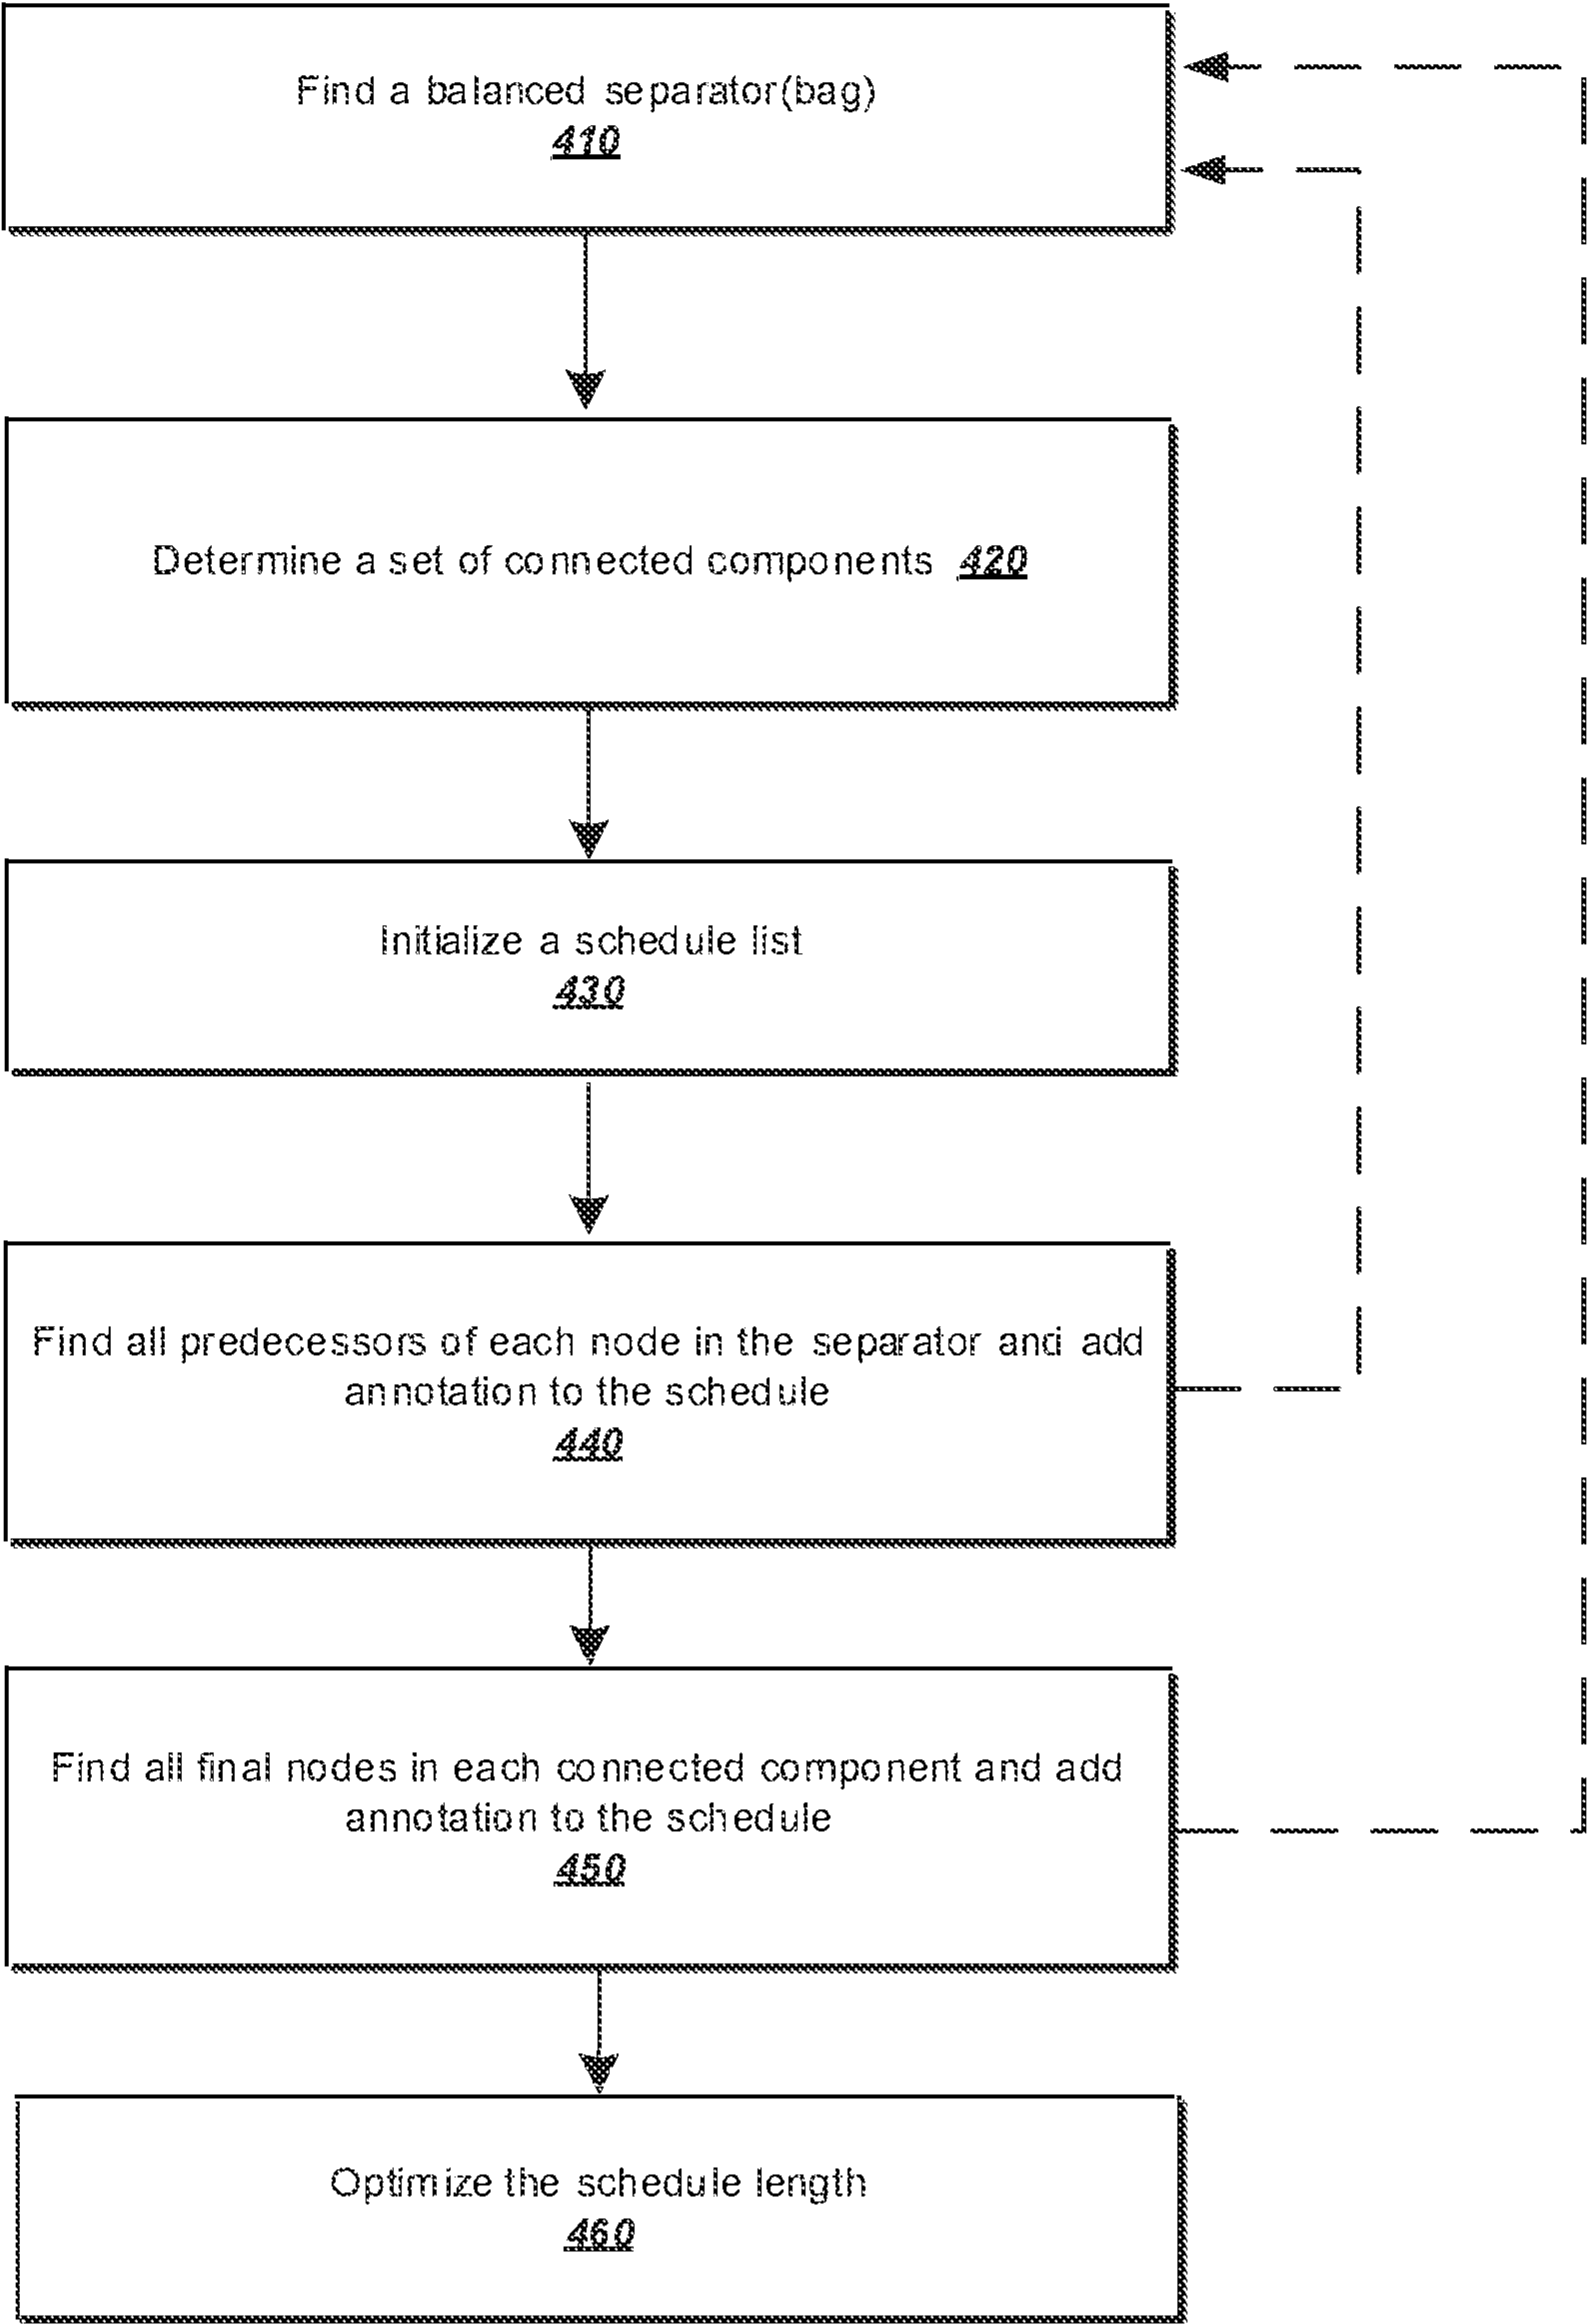 Find a balanced separator(bag)
410
Determine a set of connected components 420
Initialize a schedule list
430
Find all predecessors of each node in the separator and add
annotation to the schedule
440
Find all final nodes in each connected component and add
annotation to the schedule
450
Optimize the schedule length
460